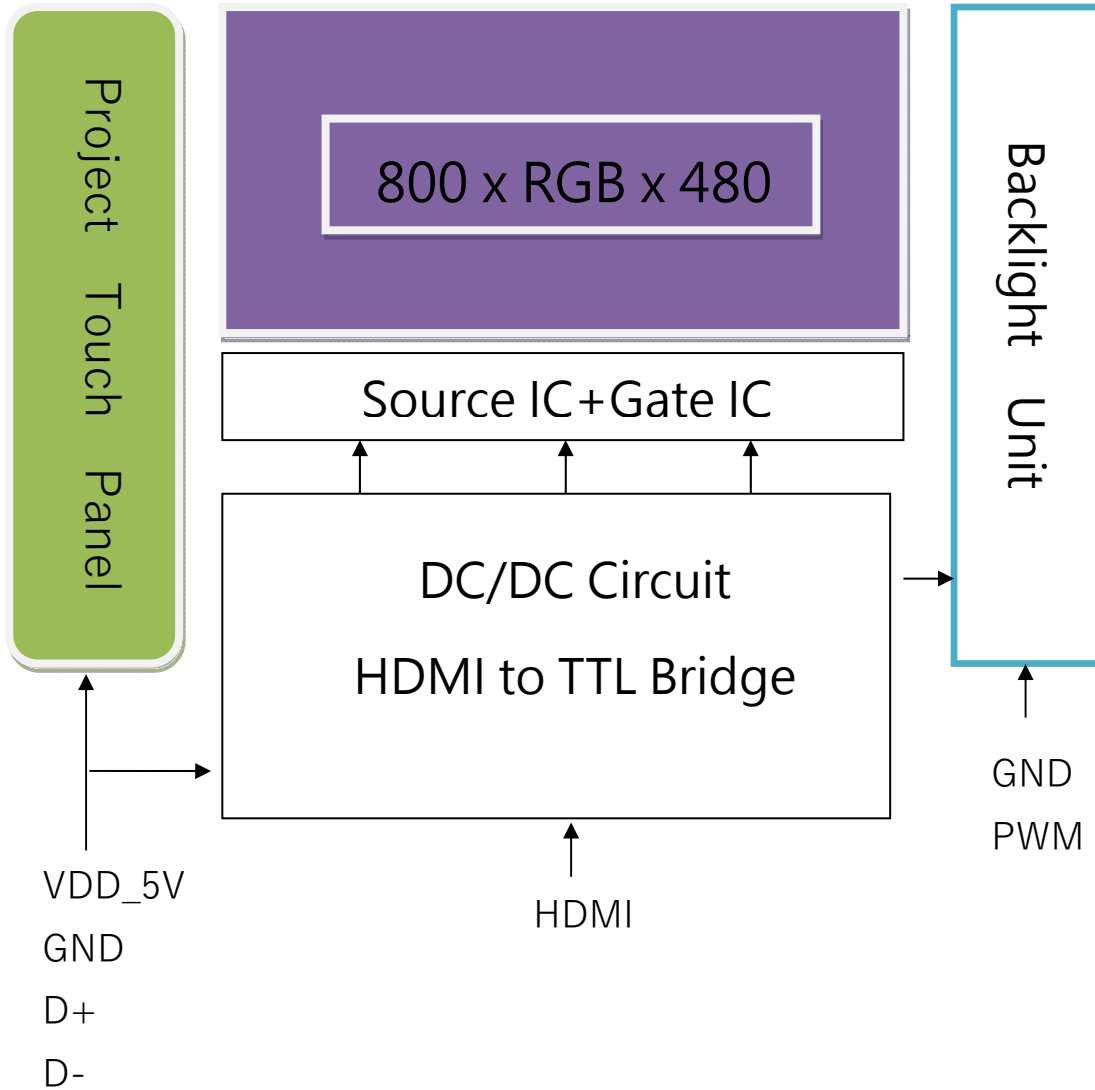 Project Touch Panel
800 x RGB x 480
Backlight Unit
Source IC+Gate IC
DC/DC Circuit
HDMI to TTL Bridge
GND
PWM
VDD_5V
GND
D+
D-
HDMI